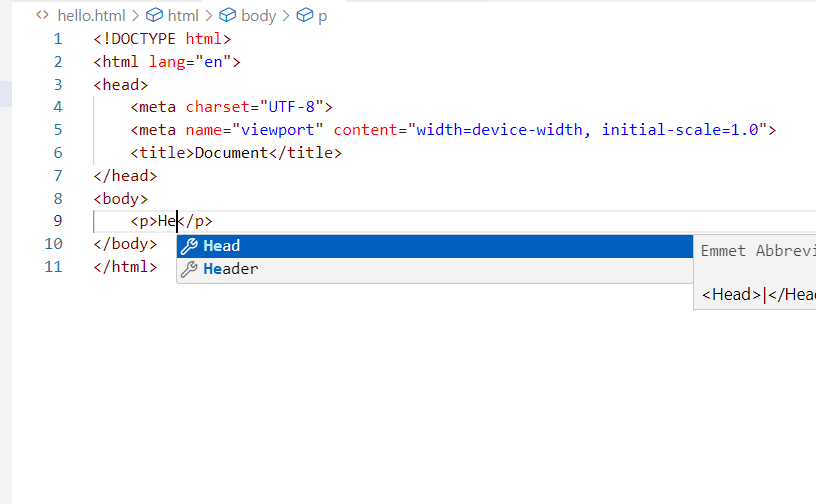 <> hello.html > html > body > p
1 <!DOCTYPE html>
2 <html lang="en">
3 <head>
4 <meta charset="UTF-8">
5 <meta name="viewport" content="width=device-width, initial-scale=1.0">
6 <title>Document</title>
7 </head>
8 <body>
9 <p>He</p>
10 </body>
11 </html>
Head
Header
Emmet Abbrevi
<Head>|</Hea